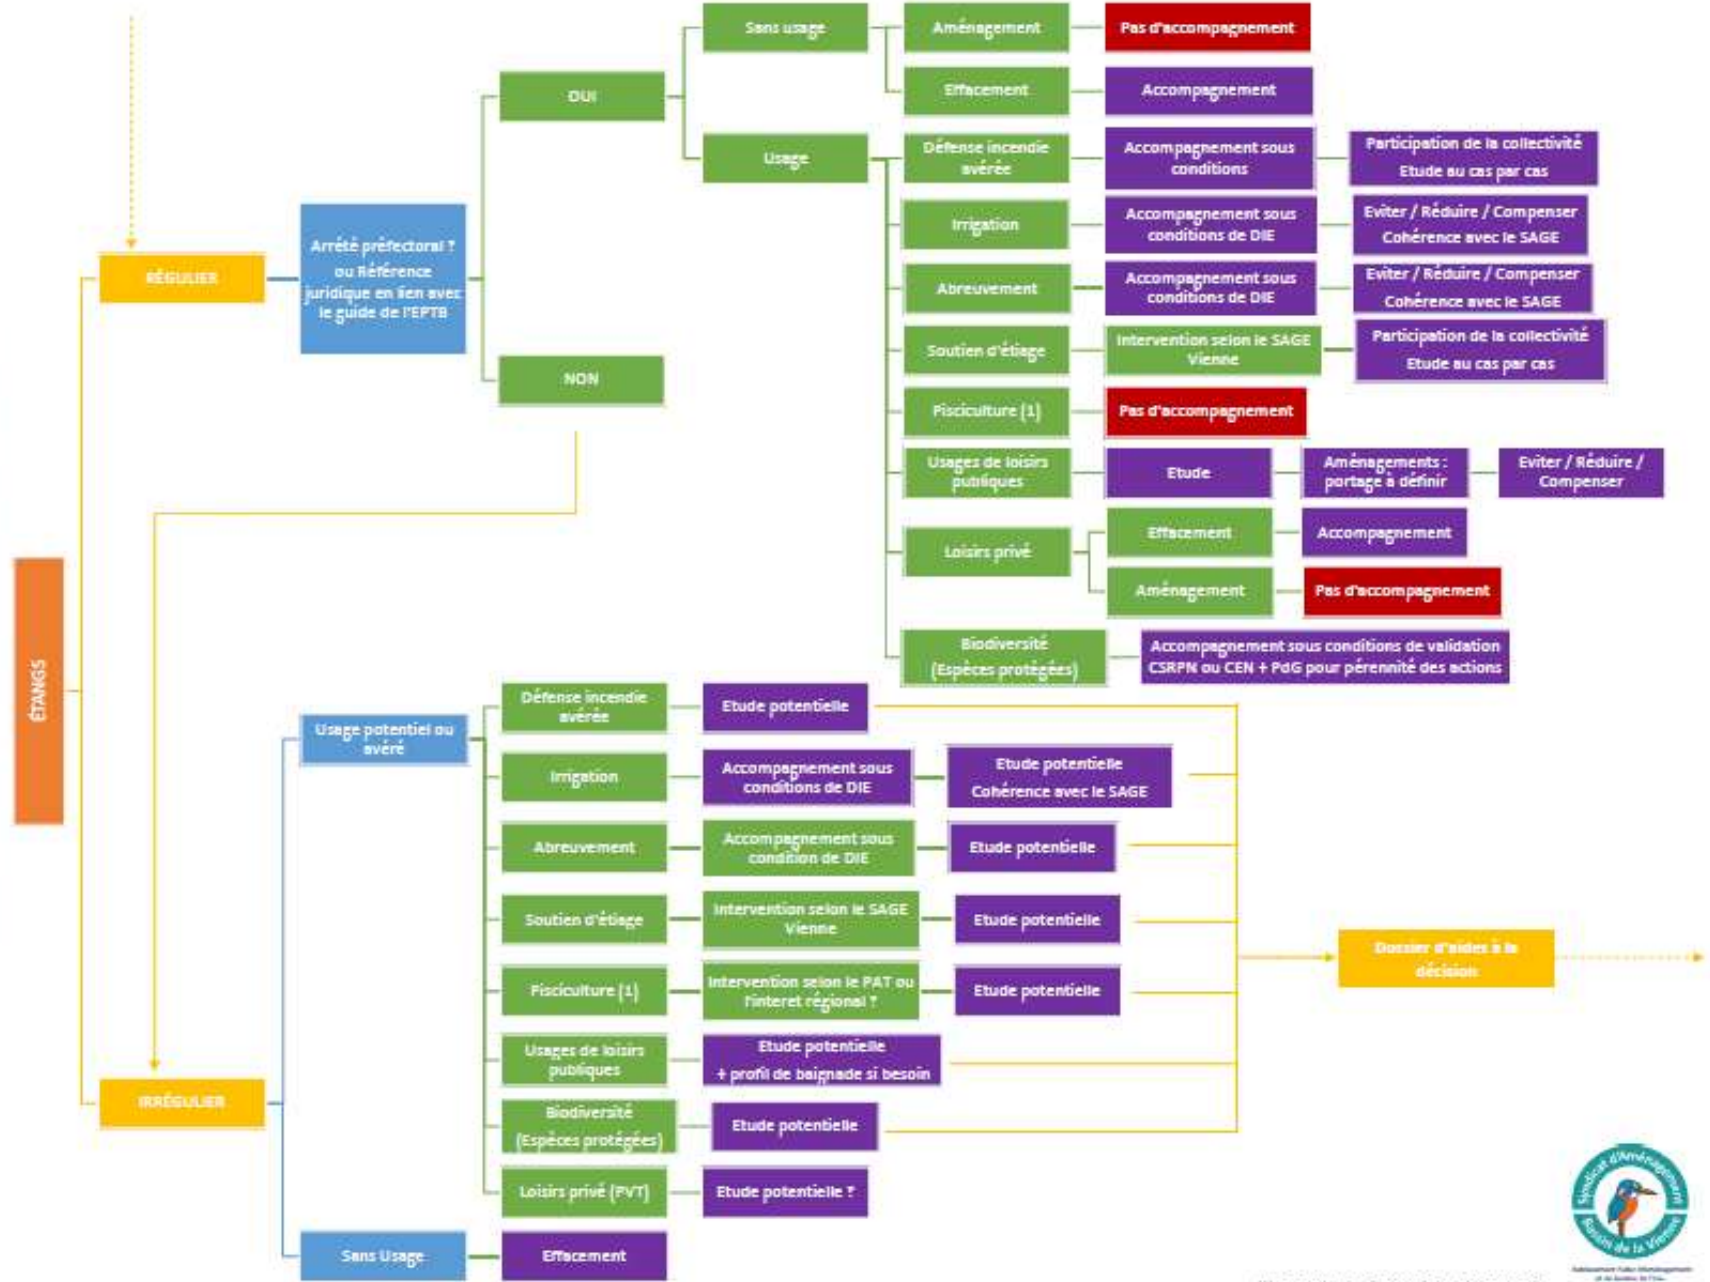 Sans usage
Aménagement
Pas d'accompagnement
OUI
Effacement
Accompagnement
Usage
Défense incendie
avérée
Accompagnement sous
conditions
Participation de la collectivité
Etude au cas par cas
Irrigation
Accompagnement sous
conditions de DIE
Eviter / Réduire / Compenser
Cohérence avec le SAGE
RÉGULIER
Arrêté préfectoral ?
ou Référence
juridique en lien avec
le guide de l'EPTB
Abreuvement
Accompagnement sous
conditions de DIE
Eviter / Réduire / Compenser
Cohérence avec le SAGE
Soutien d'étiage
Intervention selon le SAGE
Vienne
Participation de la collectivité
Etude au cas par cas
NON
Pisciculture (1)
Pas d'accompagnement
Usages de loisirs
publiques
Etude
Aménagements :
portage à définir
Eviter / Réduire /
Compenser
Loisirs privé
Effacement
Accompagnement
Aménagement
Pas d'accompagnement
Biodiversité
(Espèces protégées)
Accompagnement sous conditions de validation
CSRPN ou CEN + PdG pour pérennité des actions
ÉTANGS
Usage potentiel ou
avéré
Défense incendie
avérée
Etude potentielle
Irrigation
Accompagnement sous
conditions de DIE
Etude potentielle
Cohérence avec le SAGE
Abreuvement
Accompagnement sous
condition de DIE
Etude potentielle
Soutien d'étiage
Intervention selon le SAGE
Vienne
Etude potentielle
Dossier d'aides à la
décision
Pisciculture (1)
Intervention selon le PAT ou
l'interet régional ?
Etude potentielle
Usages de loisirs
publiques
Etude potentielle
+ profil de baignade si besoin
IRRÉGULIER
Biodiversité
(Espèces protégées)
Etude potentielle
Loisirs privé (PVT)
Etude potentielle ?
Sans Usage
Effacement
Syndicat d'Aménagement
Bassin de la Vienne